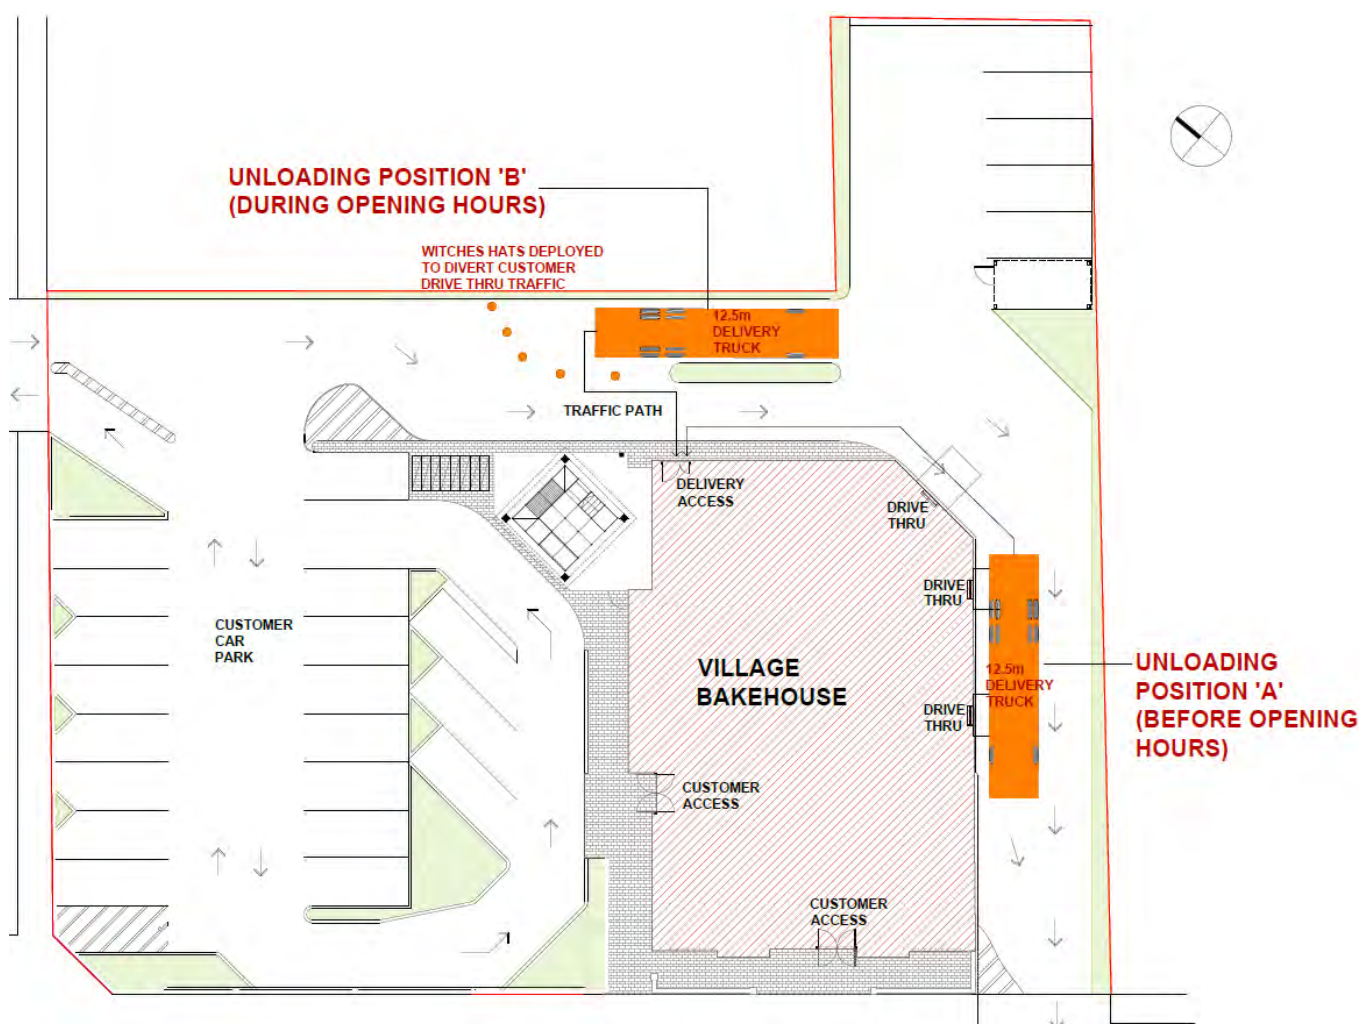 UNLOADING POSITION 'B'
(DURING OPENING HOURS)
WITCHES HATS DEPLOYED
TO DIVERT CUSTOMER
DRIVE THRU TRAFFIC
12.5m
DELIVERY
TRUCK
TRAFFIC PATH
DELIVERY
ACCESS
DRIVE
THRU
DRIVE
THRU
CUSTOMER
CAR
PARK
VILLAGE
BAKEHOUSE
12.5m
DELIVERY
TRUCK
UNLOADING
POSITION 'A'
(BEFORE OPENING
HOURS)
DRIVE
THRU
CUSTOMER
ACCESS
CUSTOMER
ACCESS